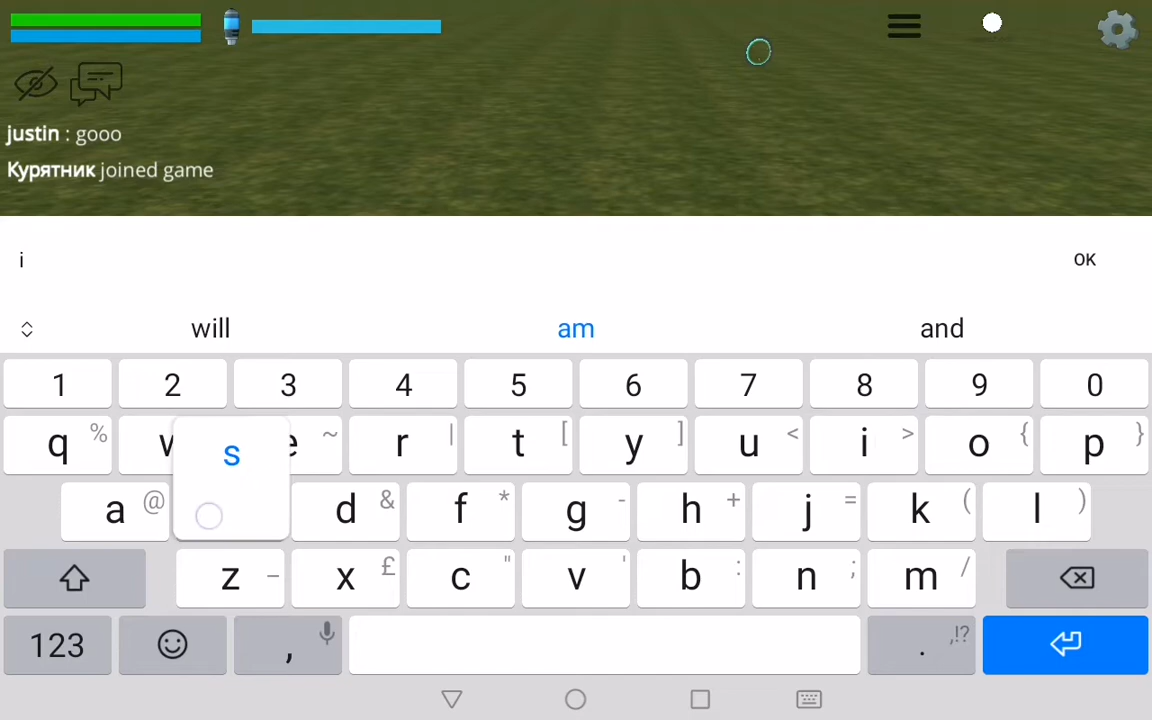 justin : gooo
Курятник joined game
i
OK
will am and
1 2 3 4 5 6 7 8 9 0
q % w e ~ r | t [ y ] u < i > o { p }
a @ s d & f * g - h + j = k ( l )
z _ x £ c " v ' b : n ; m /
123 , . ,!?